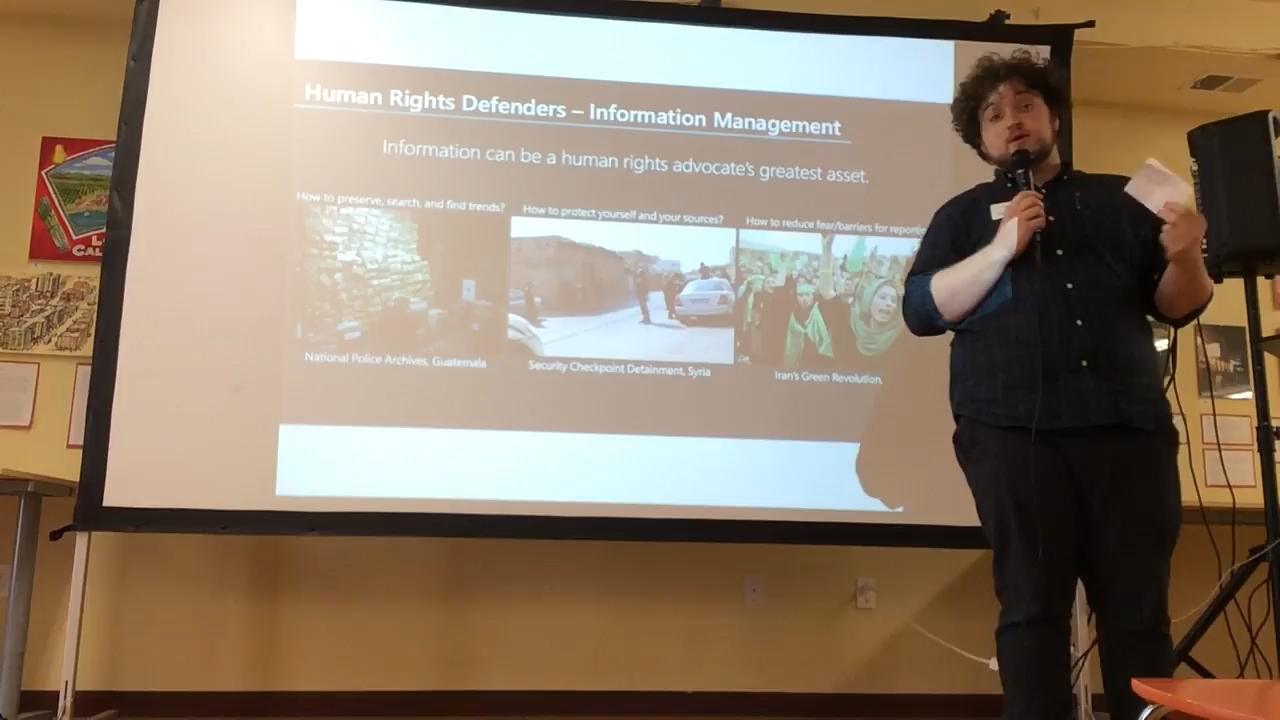 Human Rights Defenders – Information Management
Information can be a human rights advocate's greatest asset.
How to preserve, search, and find trends?
How to protect yourself and your sources?
How to reduce fear/barriers for
National Police Archives, Guatemala
Security Checkpoint Detainment, Syria
Iran's Green Revolution,